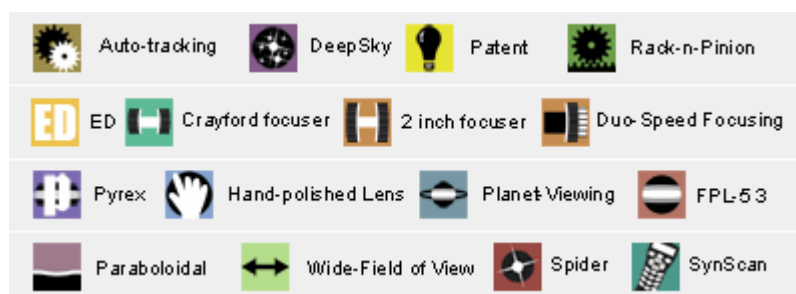 Auto-tracking DeepSky Patent Rack-n-Pinion
ED ED Crayford focuser 2 inch focuser Duo-Speed Focusing
P Pyrex Hand-polished Lens Planet-Viewing FPL-53
Paraboloidal Wide-Field of View Spider SynScan